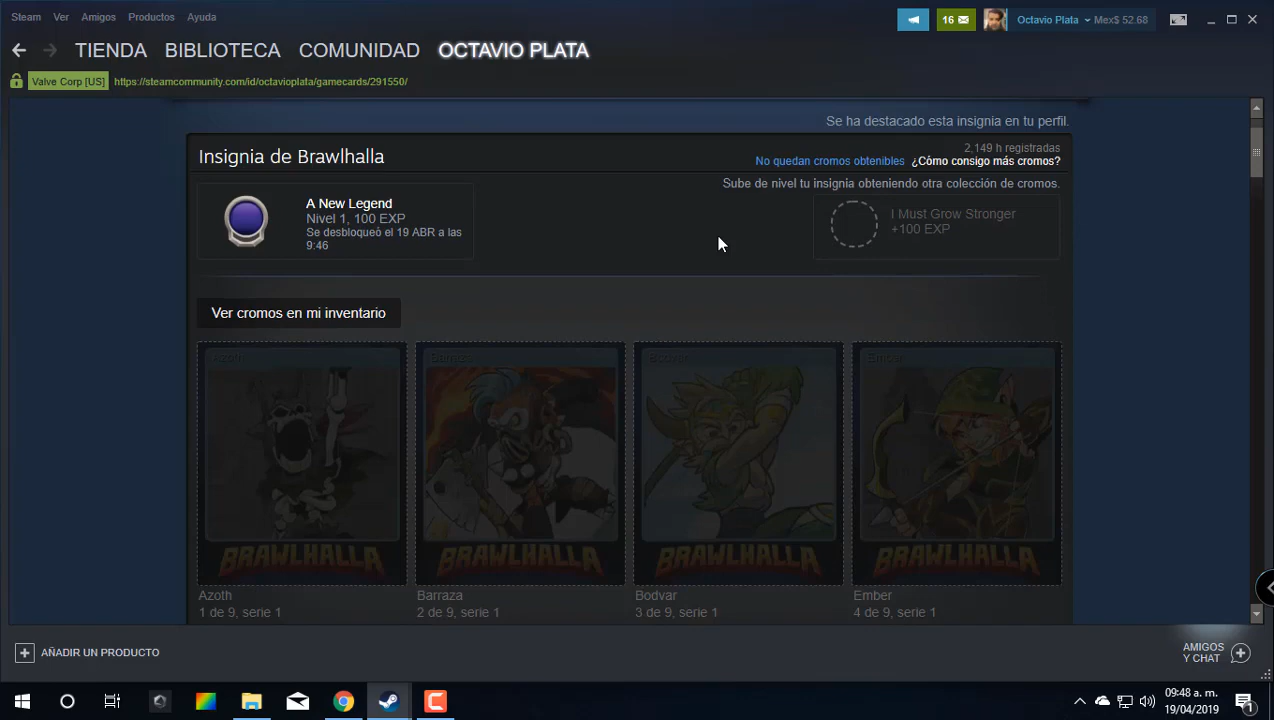 Steam Ver Amigos Productos Ayuda
16
Octavio Plata Mex$ 52.68
TIENDA BIBLIOTECA COMUNIDAD OCTAVIO PLATA
Valve Corp [US] https://steamcommunity.com/id/octavioplata/gamecards/291550/
Se ha destacado esta insignia en tu perfil.
Insignia de Brawlhalla
2,149 h registradas
No quedan cromos obtenibles ¿Cómo consigo más cromos?
Sube de nivel tu insignia obteniendo otra colección de cromos.
A New Legend
Nivel 1, 100 EXP
Se desbloqueó el 19 ABR a las
9:46
I Must Grow Stronger
+100 EXP
Ver cromos en mi inventario
Azoth Barraza Bodvar Ember
BRAWLHALLA BRAWLHALLA BRAWLHALLA BRAWLHALLA
Azoth Barraza Bodvar Ember
1 de 9, serie 1 2 de 9, serie 1 3 de 9, serie 1 4 de 9, serie 1
AÑADIR UN PRODUCTO
AMIGOS
Y CHAT
09:48 a. m.
19/04/2019
1